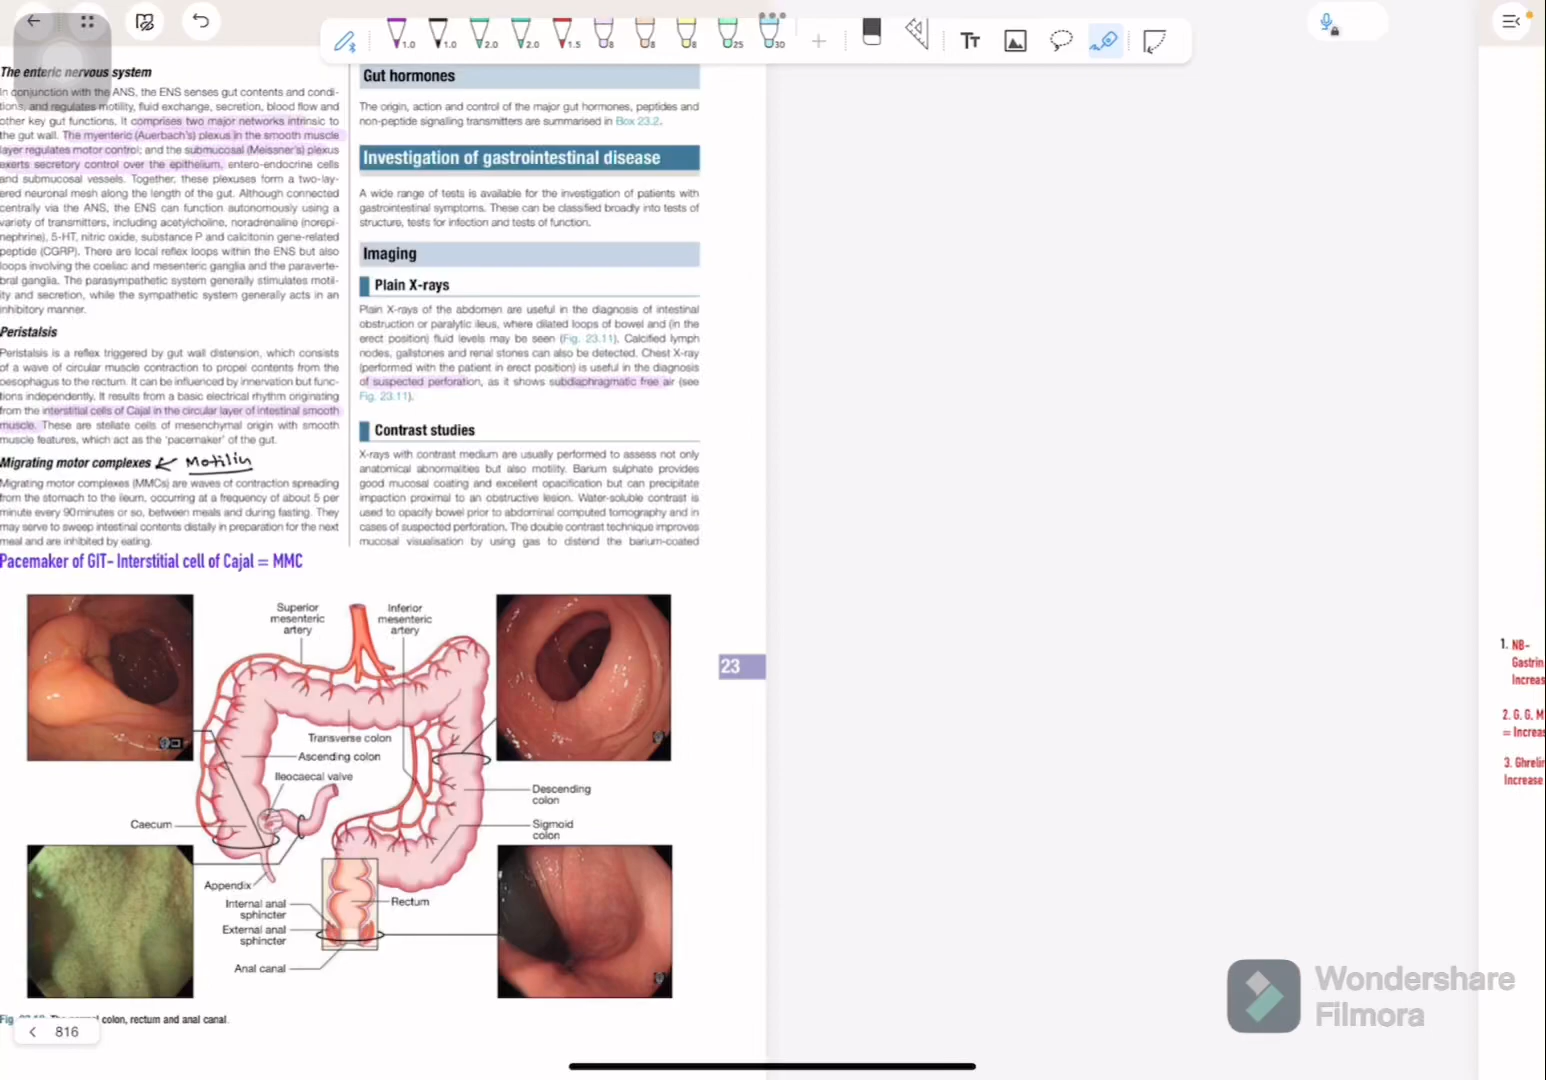 1.0
1.0
2.0
2.0
1.5
8
8
8
25
30
Tт
The enteric nervous system
In conjunction with the ANS, the ENS senses gut contents and condi-
tions, and regulates motility, fluid exchange, secretion, blood flow and
other key gut functions. It comprises two major networks intrinsic to
the gut wall. The myenteric (Auerbach's) plexus in the smooth muscle
layer regulates motor control; and the submucosal (Meissner's) plexus
exerts secretory control over the epithelium, entero-endocrine cells
and submucosal vessels. Together, these plexuses form a two-lay-
ered neuronal mesh along the length of the gut. Although connected
centrally via the ANS, the ENS can function autonomously using a
variety of transmitters, including acetylcholine, noradrenaline (norepi-
nephrine), 5-HT, nitric oxide, substance P and calcitonin gene-related
peptide (CGRP). There are local reflex loops within the ENS but also
loops involving the coeliac and mesenteric ganglia and the paraverte-
bral ganglia. The parasympathetic system generally stimulates motil-
ity and secretion, while the sympathetic system generally acts in an
inhibitory manner.
Peristalsis
Peristalsis is a reflex triggered by gut wall distension, which consists
of a wave of circular muscle contraction to propel contents from the
oesophagus to the rectum. It can be influenced by innervation but func-
tions independently. It results from a basic electrical rhythm originating
from the interstitial cells of Cajal in the circular layer of intestinal smooth
muscle. These are stellate cells of mesenchymal origin with smooth
muscle features, which act as the 'pacemaker' of the gut.
Migrating motor complexes Motilin
Migrating motor complexes (MMCs) are waves of contraction spreading
from the stomach to the ileum, occurring at a frequency of about 5 per
minute every 90 minutes or so, between meals and during fasting. They
may serve to sweep intestinal contents distally in preparation for the next
meal and are inhibited by eating.
Pacemaker of GIT- Interstitial cell of Cajal = MMC
Gut hormones
The origin, action and control of the major gut hormones, peptides and
non-peptide signalling transmitters are summarised in Box 23.2.
Investigation of gastrointestinal disease
A wide range of tests is available for the investigation of patients with
gastrointestinal symptoms. These can be classified broadly into tests of
structure, tests for infection and tests of function.
Imaging
Plain X-rays
Plain X-rays of the abdomen are useful in the diagnosis of intestinal
obstruction or paralytic ileus, where dilated loops of bowel and (in the
erect position) fluid levels may be seen (Fig. 23.11). Calcified lymph
nodes, gallstones and renal stones can also be detected. Chest X-ray
(performed with the patient in erect position) is useful in the diagnosis
of suspected perforation, as it shows subdiaphragmatic free air (see
Fig. 23.11).
Contrast studies
X-rays with contrast medium are usually performed to assess not only
anatomical abnormalities but also motility. Barium sulphate provides
good mucosal coating and excellent opacification but can precipitate
impaction proximal to an obstructive lesion. Water-soluble contrast is
used to opacify bowel prior to abdominal computed tomography and in
cases of suspected perforation. The double contrast technique improves
mucosal visualisation by using gas to distend the barium-coated
Superior
mesenteric
artery
Inferior
mesenteric
artery
Transverse colon
Ascending colon
Ileocaecal valve
Descending
colon
Caecum
Sigmoid
colon
Appendix
Internal anal
sphincter
Rectum
External anal
sphincter
Anal canal
colon, rectum and anal canal.
816
23
1. NB-
Gastrin
Increas
2. G. G. M
= Increas
3. Ghrelin
Increase
Wondershare
Filmora